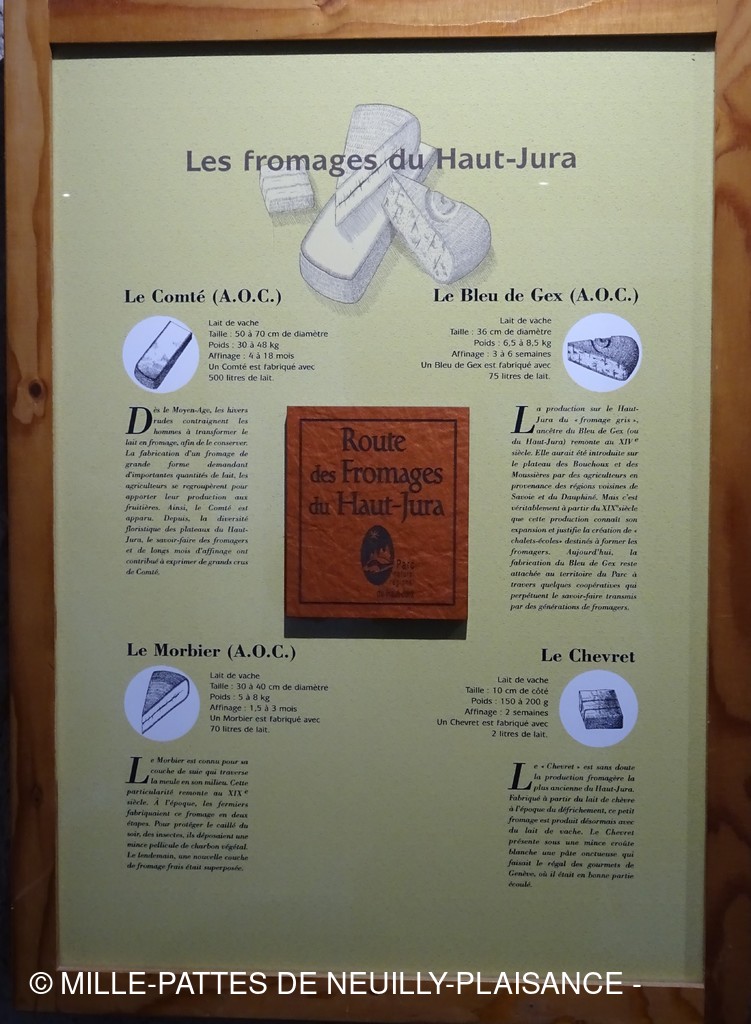 Les fromages du Haut-Jura
Le Comté (A.O.C.)
Lait de vache
Taille : 50 à 70 cm de diamètre
Poids : 30 à 48 kg
Affinage : 4 à 18 mois
Un Comté est fabriqué avec
500 litres de lait.
Dès le Moyen-Age, les hivers
rudes contraignent les
hommes à transformer le
lait en fromage, afin de le conserver.
La fabrication d'un fromage de
grande forme demandant
d'importantes quantités de lait, les
agriculteurs se regroupèrent pour
apporter leur production aux
fruitières. Ainsi, le Comté est
apparu. Depuis, la diversité
floristique des plateaux du Haut-
Jura, le savoir-faire des fromagers
et de longs mois d'affinage ont
contribué à exprimer de grands crus
de Comté.
Le Bleu de Gex (A.O.C.)
Lait de vache
Taille : 36 cm de diamètre
Poids : 6,5 à 8,5 kg
Affinage : 3 à 6 semaines
Un Bleu de Gex est fabriqué avec
75 litres de lait.
La production sur le Haut-
Jura du « fromage gris »,
ancêtre du Bleu de Gex (ou
du Haut-Jura) remonte au XIVe
siècle. Elle aurait été introduite sur
le plateau des Bouchoux et des
Moussières par des agriculteurs en
provenance des régions voisines de
Savoie et du Dauphiné. Mais c'est
véritablement à partir du XIXesiècle
que cette production connaît son
expansion et justifie la création de «
chalets-écoles» destinés à former les
fromagers. Aujourd'hui, la
fabrication du Bleu de Gex reste
attachée au territoire du Parc à
travers quelques coopératives qui
perpétuent le savoir-faire transmis
par des générations de fromagers.
Route
des Fromages
du Haut-Jura
Parc
Le Morbier (A.O.C.)
Lait de vache
Taille : 30 à 40 cm de diamètre
Poids : 5 à 8 kg
Affinage : 1,5 à 3 mois
Un Morbier est fabriqué avec
70 litres de lait.
Le Morbier est connu pour sa
couche de suie qui traverse
la meule en son milieu. Cette
particularité remonte au XIXe
siècle. À l'époque, les fermiers
fabriquaient ce fromage en deux
étapes. Pour protéger le caillé du
soir, des insectes, ils déposaient une
mince pellicule de charbon végétal.
Le lendemain, une nouvelle couche
de fromage frais était superposée.
Le Chevret
Lait de vache
Taille : 10 cm de côté
Poids : 150 à 200 g
Affinage : 2 semaines
Un Chevret est fabriqué avec
2 litres de lait.
Le « Chevret » est sans doute
la production fromagère la
plus ancienne du Haut-Jura.
Fabriqué à partir du lait de chèvre
à l'époque du défrichement, ce petit
fromage est produit désormais avec
du lait de vache. Le Chevret
présente sous une mince croûte
blanche une pâte onctueuse qui
faisait le régal des gourmets de
Genève, où il était en bonne partie
écoulé.
© MILLE-PATTES DE NEUILLY-PLAISANCE -